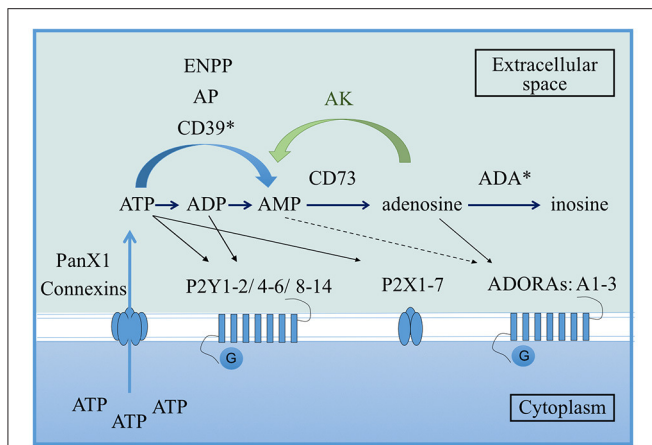 ENPP
AP
CD39*
AK
Extracellular
space
CD73
ADA*
ATP
ADP
AMP
adenosine
inosine
PanX1
Connexins
P2Y1-2/ 4-6/ 8-14
P2X1-7
ADORAs: A1-3
G
G
ATP
ATP
ATP
Cytoplasm